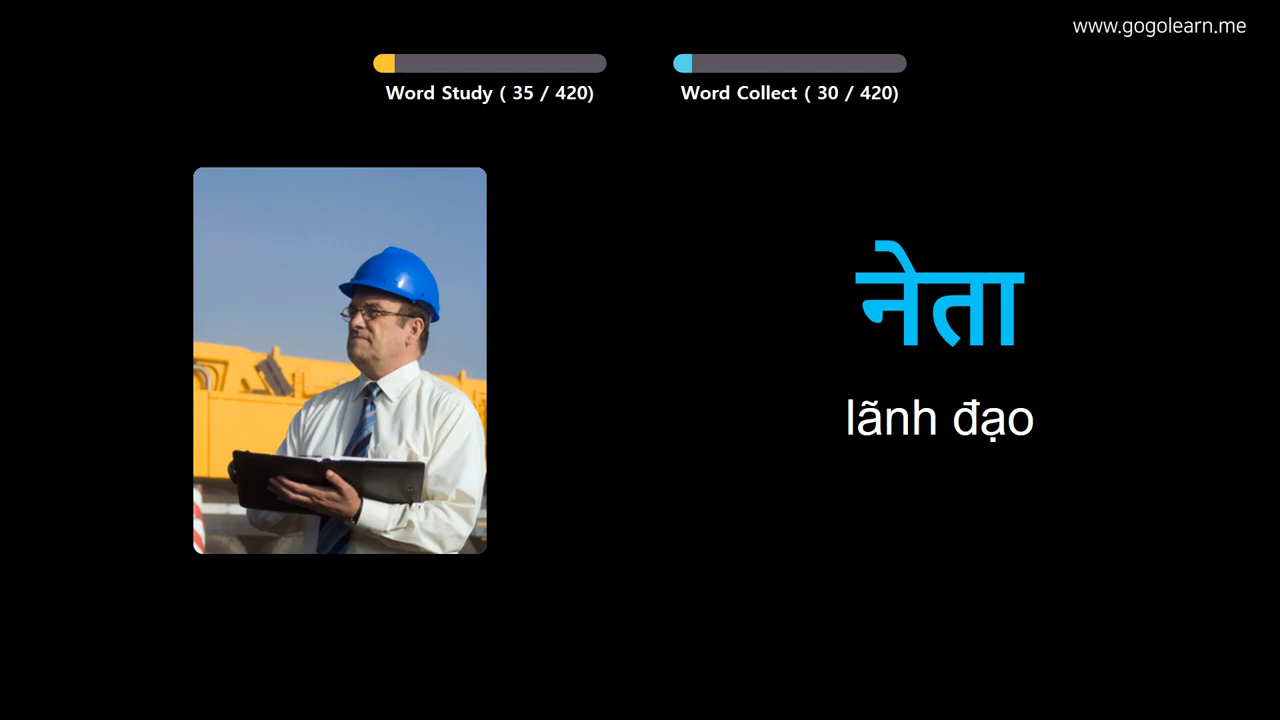 www.gogolearn.me
Word Study ( 35 / 420)
Word Collect ( 30 / 420)
नेता
lãnh đạo